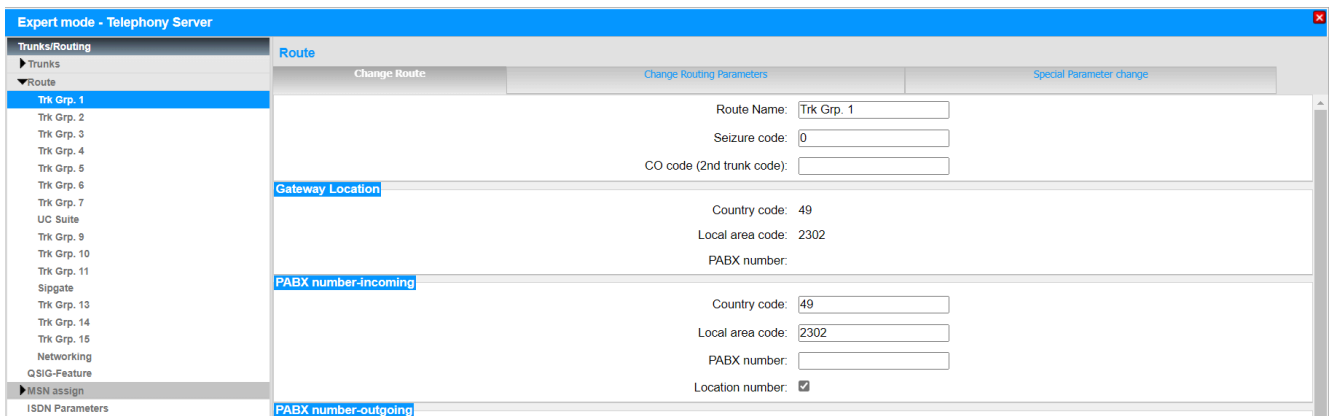 Expert mode - Telephony Server
Trunks/Routing
Trunks
Route
Trk Grp. 1
Trk Grp. 2
Trk Grp. 3
Trk Grp. 4
Trk Grp. 5
Trk Grp. 6
Trk Grp. 7
UC Suite
Trk Grp. 9
Trk Grp. 10
Trk Grp. 11
Sipgate
Trk Grp. 13
Trk Grp. 14
Trk Grp. 15
Networking
QSIG-Feature
MSN assign
ISDN Parameters
Route
Change Route Change Routing Parameters Special Parameter change
Route Name: Trk Grp. 1
Seizure code: 0
CO code (2nd trunk code):
Gateway Location
Country code: 49
Local area code: 2302
PABX number:
PABX number-incoming
Country code: 49
Local area code: 2302
PABX number:
Location number:
PABX number-outgoing